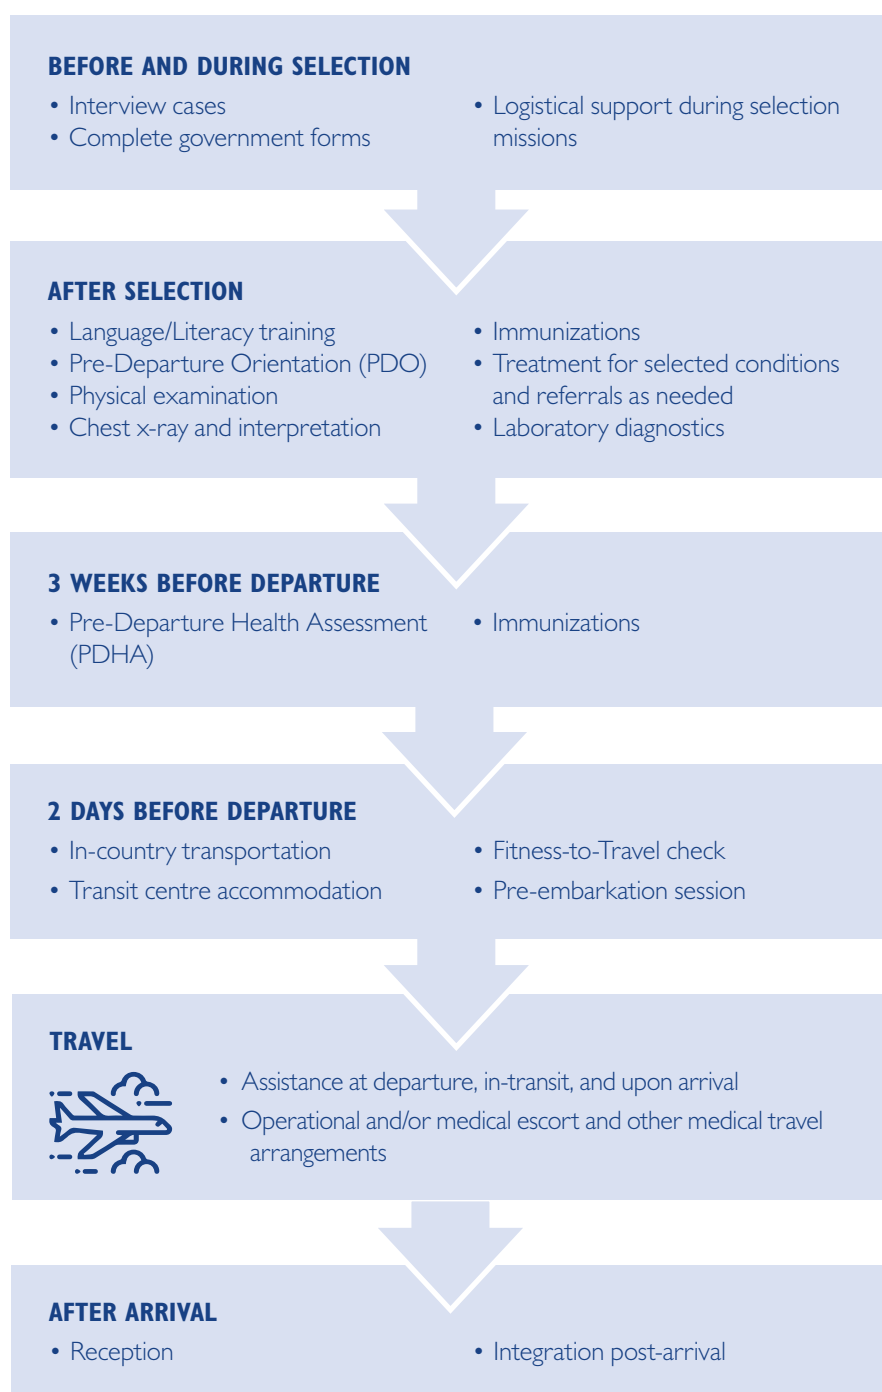 BEFORE AND DURING SELECTION
• Interview cases
• Complete government forms
• Logistical support during selection
missions
AFTER SELECTION
• Language/Literacy training
• Pre-Departure Orientation (PDO)
• Physical examination
• Chest x-ray and interpretation
• Immunizations
• Treatment for selected conditions
and referrals as needed
• Laboratory diagnostics
3 WEEKS BEFORE DEPARTURE
• Pre-Departure Health Assessment
(PDHA)
• Immunizations
2 DAYS BEFORE DEPARTURE
• In-country transportation
• Transit centre accommodation
• Fitness-to-Travel check
• Pre-embarkation session
TRAVEL
• Assistance at departure, in-transit, and upon arrival
• Operational and/or medical escort and other medical travel
arrangements
AFTER ARRIVAL
• Reception
• Integration post-arrival